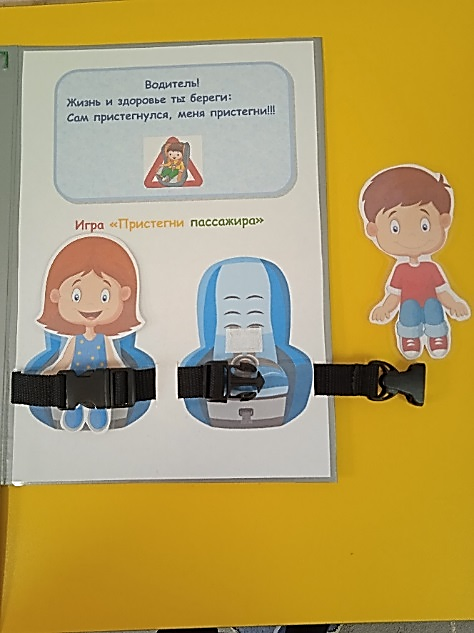 Водитель!
Жизнь и здоровье ты береги:
Сам пристегнулся, меня пристегни!!!
Игра «Пристегни пассажира»